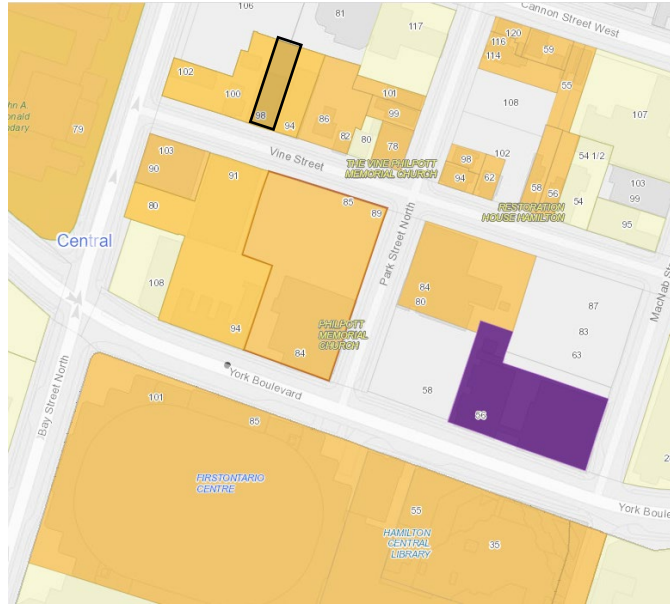 Cannon Street West
106
81
117
120
116
114
59
55
102
100
98
94
86
82
80
101
99
78
108
107
79
Vine Street
THE VINE PHILPOTT
MEMORIAL CHURCH
98
94
62
102
58
56
54 1/2
54
103
99
95
103
90
91
80
85
89
RESTORATION
HOUSE HAMILTON
Central
Park Street North
84
80
87
83
63
MacNab St
108
94
84
PHILPOTT
MEMORIAL
CHURCH
58
56
York Boulevard
Bay Street North
101
85
FIRSTONTARIO
CENTRE
55
35
HAMILTON
CENTRAL
LIBRARY
York Boule